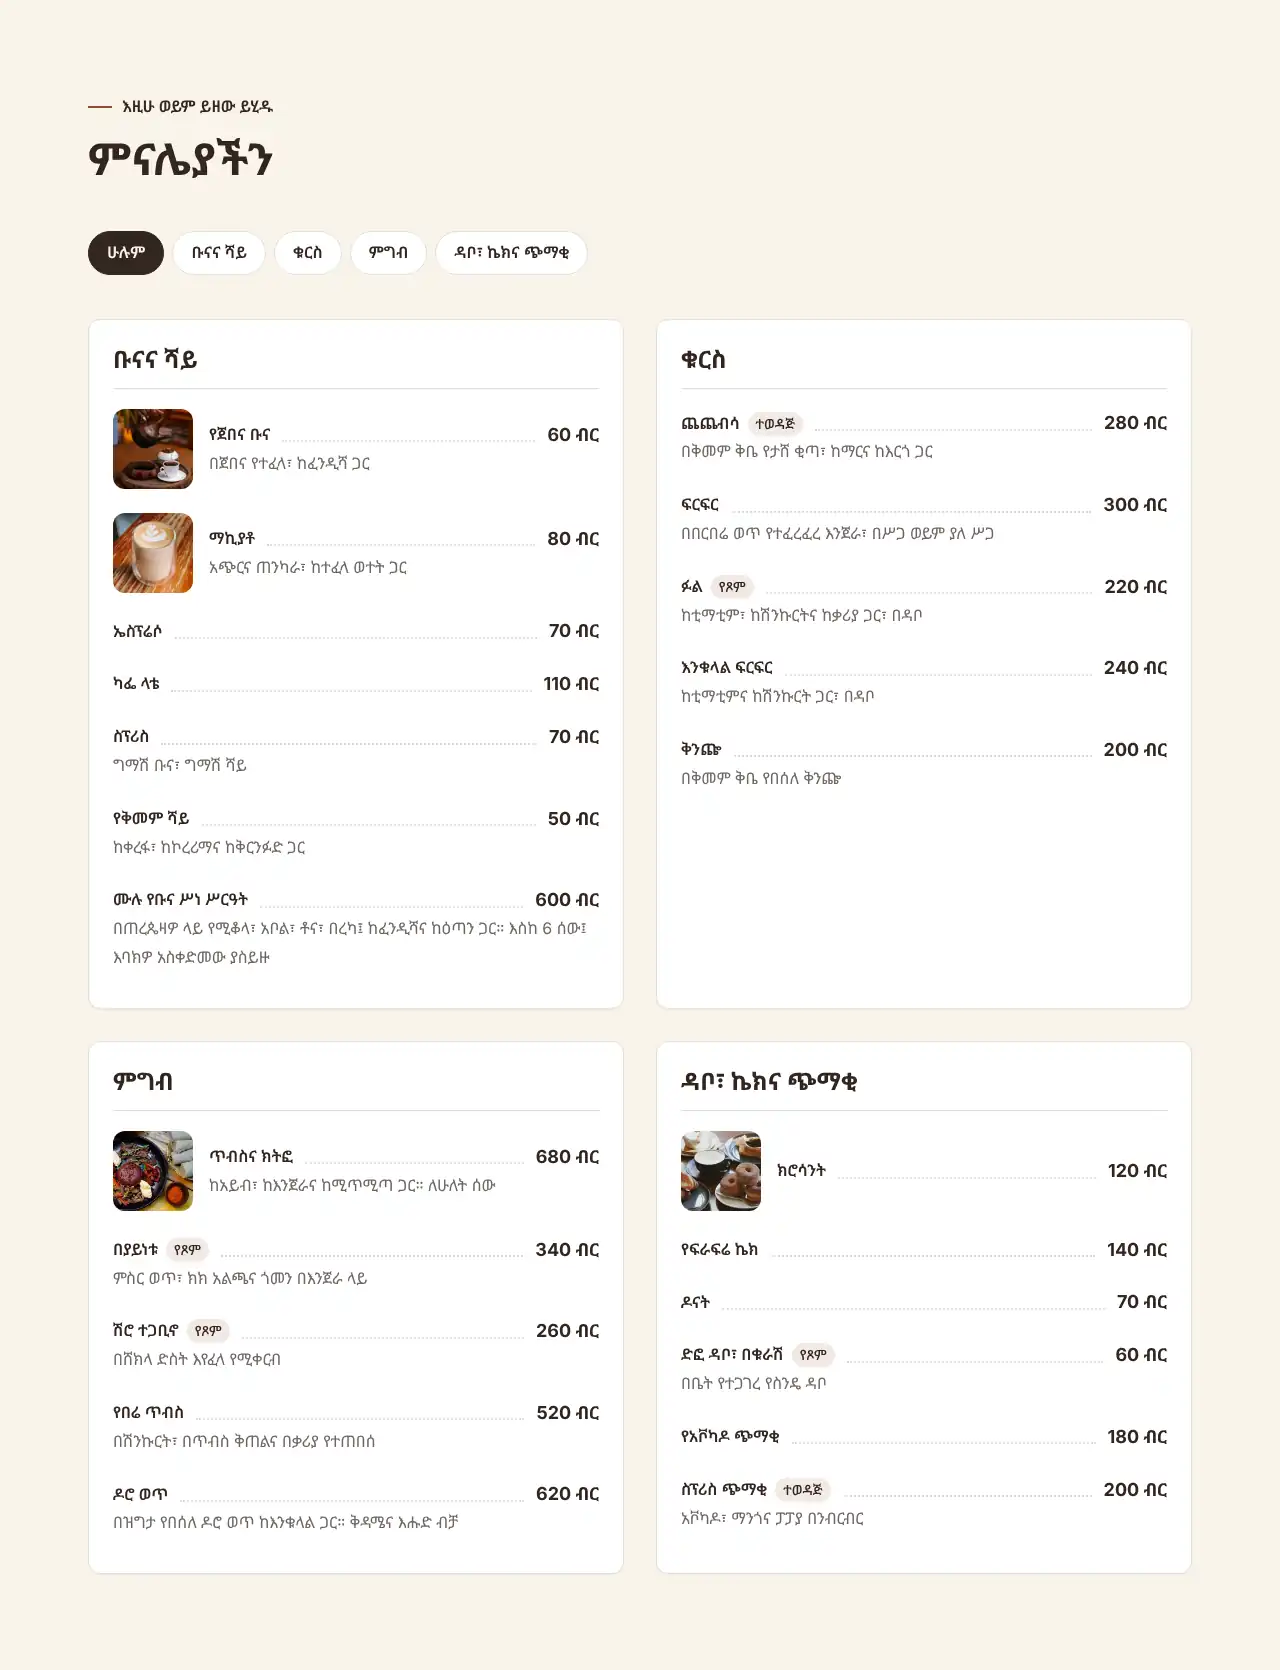 እዚሁ ወይም ይዘው ይሂዱ
ምናሌያችን
ሁሉም
ቡናና ሻይ
ቁርስ
ምግብ
ዳቦ፣ ኬክና ጭማቂ
ቡናና ሻይ
የጀበና ቡና 60 ብር
በጀበና የተፈላ፣ ከፈንዲሻ ጋር
ማኪያቶ 80 ብር
አጭርና ጠንካራ፣ ከተፈላ ወተት ጋር
ኤስፕሬሶ 70 ብር
ካፌ ላቴ 110 ብር
ስፕሪስ 70 ብር
ግማሽ ቡና፣ ግማሽ ሻይ
የቅመም ሻይ 50 ብር
ከቀረፋ፣ ከኮረሪማና ከቅርንፉድ ጋር
ሙሉ የቡና ሥነ ሥርዓት 600 ብር
በጠረጴዛዎ ላይ የሚቆላ፣ አቦል፣ ቶና፣ በረካ፤ ከፈንዲሻና ከዕጣን ጋር። እስከ 6 ሰው፤
እባክዎ አስቀድመው ያስይዙ
ቁርስ
ጨጨብሳ ተወዳጅ 280 ብር
በቅመም ቅቤ የታሸ ቂጣ፣ ከማርና ከእርጎ ጋር
ፍርፍር 300 ብር
በበርበሬ ወጥ የተፈረፈረ እንጀራ፣ በሥጋ ወይም ያለ ሥጋ
ፉል የጾም 220 ብር
ከቲማቲም፣ ከሽንኩርትና ከቃሪያ ጋር፣ በዳቦ
እንቁላል ፍርፍር 240 ብር
ከቲማቲምና ከሽንኩርት ጋር፣ በዳቦ
ቅንጬ 200 ብር
በቅመም ቅቤ የበሰለ ቅንጬ
ምግብ
ጥብስና ክትፎ 680 ብር
ከአይብ፣ ከእንጀራና ከሚጥሚጣ ጋር። ለሁለት ሰው
በያይነቱ የጾም 340 ብር
ምስር ወጥ፣ ክክ አልጫና ጎመን በእንጀራ ላይ
ሽሮ ተጋቢኖ የጾም 260 ብር
በሸክላ ድስት እየፈላ የሚቀርብ
የበሬ ጥብስ 520 ብር
በሽንኩርት፣ በጥብስ ቅጠልና በቃሪያ የተጠበሰ
ዶሮ ወጥ 620 ብር
በዝግታ የበሰለ ዶሮ ወጥ ከእንቁላል ጋር። ቅዳሜና እሑድ ብቻ
ዳቦ፣ ኬክና ጭማቂ
ክሮሳንት 120 ብር
የፍራፍሬ ኬክ 140 ብር
ዶናት 70 ብር
ድፎ ዳቦ፣ በቁራሽ የጾም 60 ብር
በቤት የተጋገረ የስንዴ ዳቦ
የአቮካዶ ጭማቂ 180 ብር
ስፕሪስ ጭማቂ ተወዳጅ 200 ብር
አቮካዶ፣ ማንጎና ፓፓያ በንብርብር